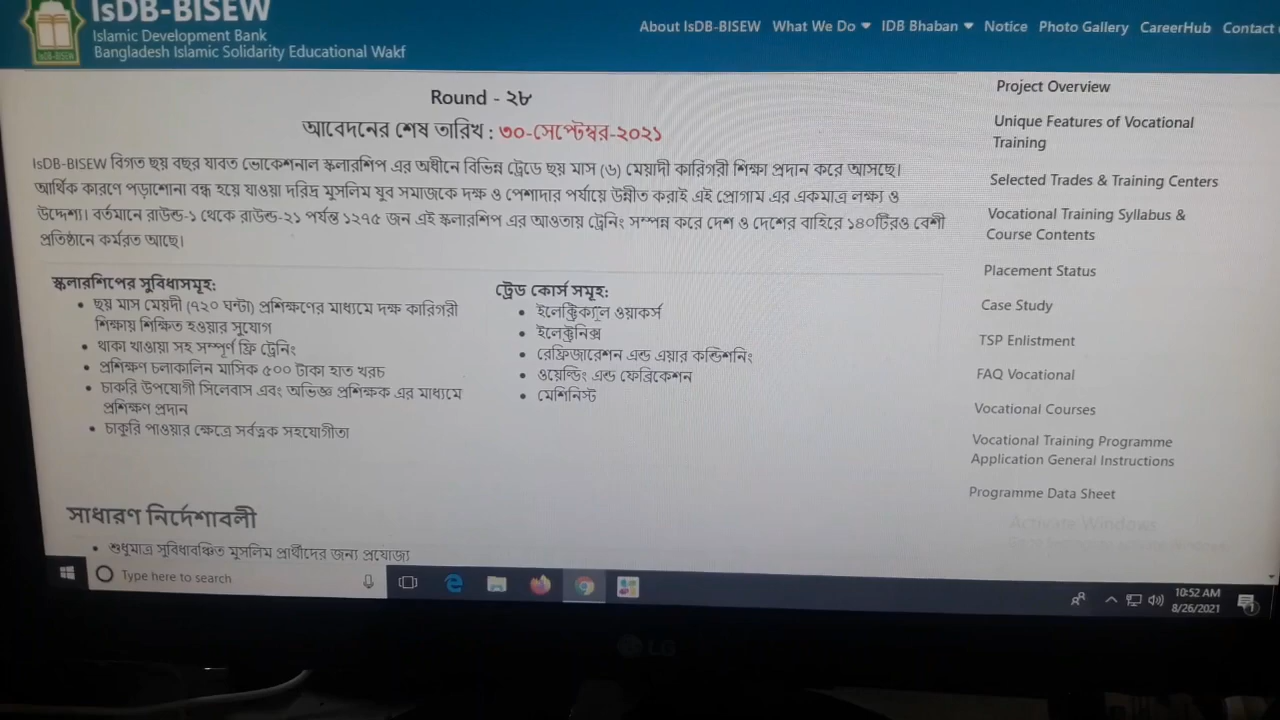 IsDB-BISEW
Islamic Development Bank
Bangladesh Islamic Solidarity Educational Wakf
About IsDB-BISEW What We Do IDB Bhaban Notice Photo Gallery CareerHub Contact
Round - ২৮
আবেদনের শেষ তারিখ : ৩০-সেপ্টেম্বর-২০২১
IsDB-BISEW বিগত ছয় বছর যাবত ভোকেশনাল স্কলারশিপ এর অধীনে বিভিন্ন ট্রেডে ছয় মাস (৬) মেয়াদী কারিগরী শিক্ষা প্রদান করে আসছে।
আর্থিক কারণে পড়াশোনা বন্ধ হয়ে যাওয়া দরিদ্র মুসলিম যুব সমাজকে দক্ষ ও পেশাদার পর্যায়ে উন্নীত করাই এই প্রোগাম এর একমাত্র লক্ষ্য ও
উদ্দেশ্য। বর্তমানে রাউন্ড-১ থেকে রাউন্ড-২১ পর্যন্ত ১২৭৫ জন এই স্কলারশিপ এর আওতায় ট্রেনিং সম্পন্ন করে দেশ ও দেশের বাহিরে ১৪০টিরও বেশী
প্রতিষ্ঠানে কর্মরত আছে।
স্কলারশিপের সুবিধাসমূহ:
• ছয় মাস মেয়দী (৭২০ ঘন্টা) প্রশিক্ষণের মাধ্যমে দক্ষ কারিগরী
শিক্ষায় শিক্ষিত হওয়ার সুযোগ
• থাকা খাওয়া সহ সম্পূর্ণ ফ্রি ট্রেনিং
• প্রশিক্ষণ চলাকালিন মাসিক ৫০০ টাকা হাত খরচ
• চাকরি উপযোগী সিলেবাস এবং অভিজ্ঞ প্রশিক্ষক এর মাধ্যমে
প্রশিক্ষণ প্রদান
• চাকুরি পাওয়ার ক্ষেত্রে সর্বত্নক সহযোগীতা
ট্রেড কোর্স সমূহ:
• ইলেক্ট্রিক্যাল ওয়াকর্স
• ইলেক্ট্রনিক্স
• রেফ্রিজারেশন এন্ড এয়ার কন্ডিশনিং
• ওয়েল্ডিং এন্ড ফেব্রিকেশন
• মেশিনিস্ট
সাধারণ নির্দেশাবলী
• শুধুমাত্র সুবিধাবঞ্চিত মুসলিম প্রার্থীদের জন্য প্রযোজ্য
Project Overview
Unique Features of Vocational
Training
Selected Trades & Training Centers
Vocational Training Syllabus &
Course Contents
Placement Status
Case Study
TSP Enlistment
FAQ Vocational
Vocational Courses
Vocational Training Programme
Application General Instructions
Programme Data Sheet
Activate Windows
Type here to search
10:52 AM
8/26/2021
LG